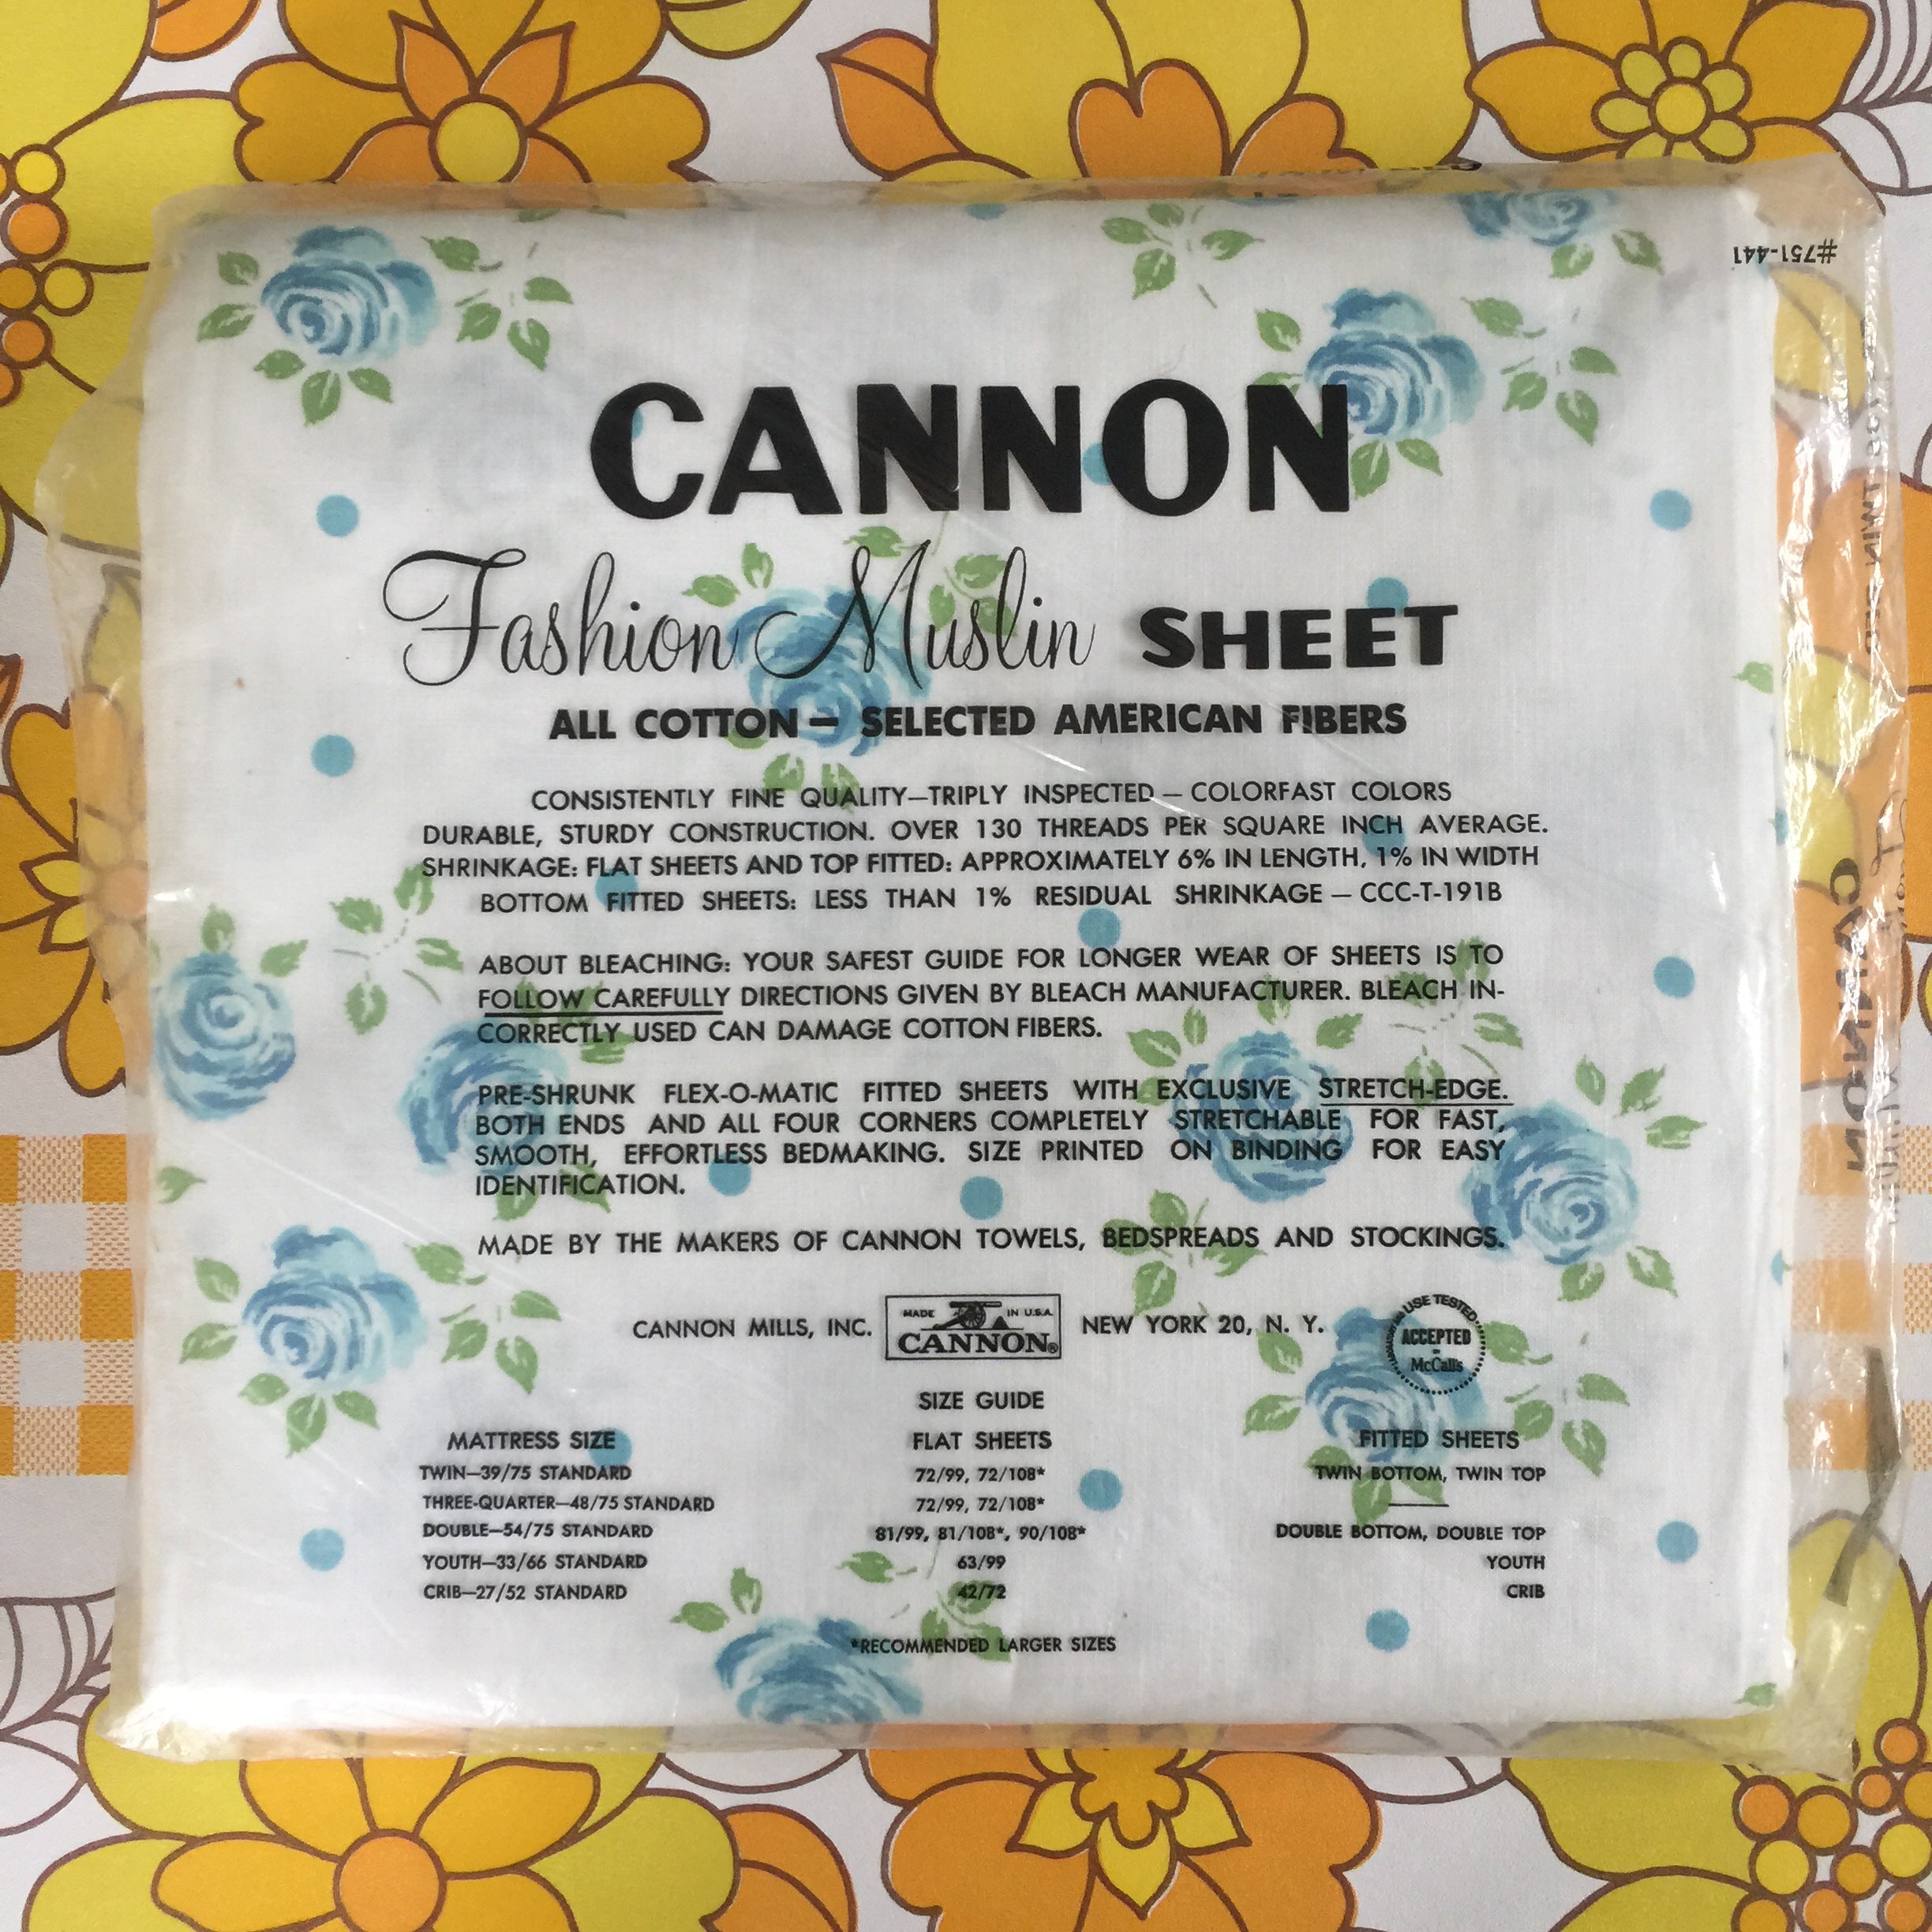 #751-441
CANNON
Fashion Muslin SHEET
ALL COTTON — SELECTED AMERICAN FIBERS
CONSISTENTLY FINE QUALITY—TRIPLY INSPECTED — COLORFAST COLORS
DURABLE, STURDY CONSTRUCTION. OVER 130 THREADS PER SQUARE INCH AVERAGE.
SHRINKAGE: FLAT SHEETS AND TOP FITTED: APPROXIMATELY 6% IN LENGTH, 1% IN WIDTH
BOTTOM FITTED SHEETS: LESS THAN 1% RESIDUAL SHRINKAGE — CCC-T-191B
ABOUT BLEACHING: YOUR SAFEST GUIDE FOR LONGER WEAR OF SHEETS IS TO
FOLLOW CAREFULLY DIRECTIONS GIVEN BY BLEACH MANUFACTURER. BLEACH IN-
CORRECTLY USED CAN DAMAGE COTTON FIBERS.
PRE-SHRUNK FLEX-O-MATIC FITTED SHEETS WITH EXCLUSIVE STRETCH-EDGE.
BOTH ENDS AND ALL FOUR CORNERS COMPLETELY STRETCHABLE FOR FAST,
SMOOTH, EFFORTLESS BEDMAKING. SIZE PRINTED ON BINDING FOR EASY
IDENTIFICATION.
MADE BY THE MAKERS OF CANNON TOWELS, BEDSPREADS AND STOCKINGS.
CANNON MILLS, INC. MADE IN U.S.A. CANNON® NEW YORK 20, N. Y.
USE TESTED
ACCEPTED
McCall's
SIZE GUIDE
MATTRESS SIZE FLAT SHEETS FITTED SHEETS
TWIN—39/75 STANDARD 72/99, 72/108* TWIN BOTTOM, TWIN TOP
THREE-QUARTER—48/75 STANDARD 72/99, 72/108* ——
DOUBLE—54/75 STANDARD 81/99, 81/108*, 90/108* DOUBLE BOTTOM, DOUBLE TOP
YOUTH—33/66 STANDARD 63/99 YOUTH
CRIB—27/52 STANDARD 42/72 CRIB
*RECOMMENDED LARGER SIZES
CANNON